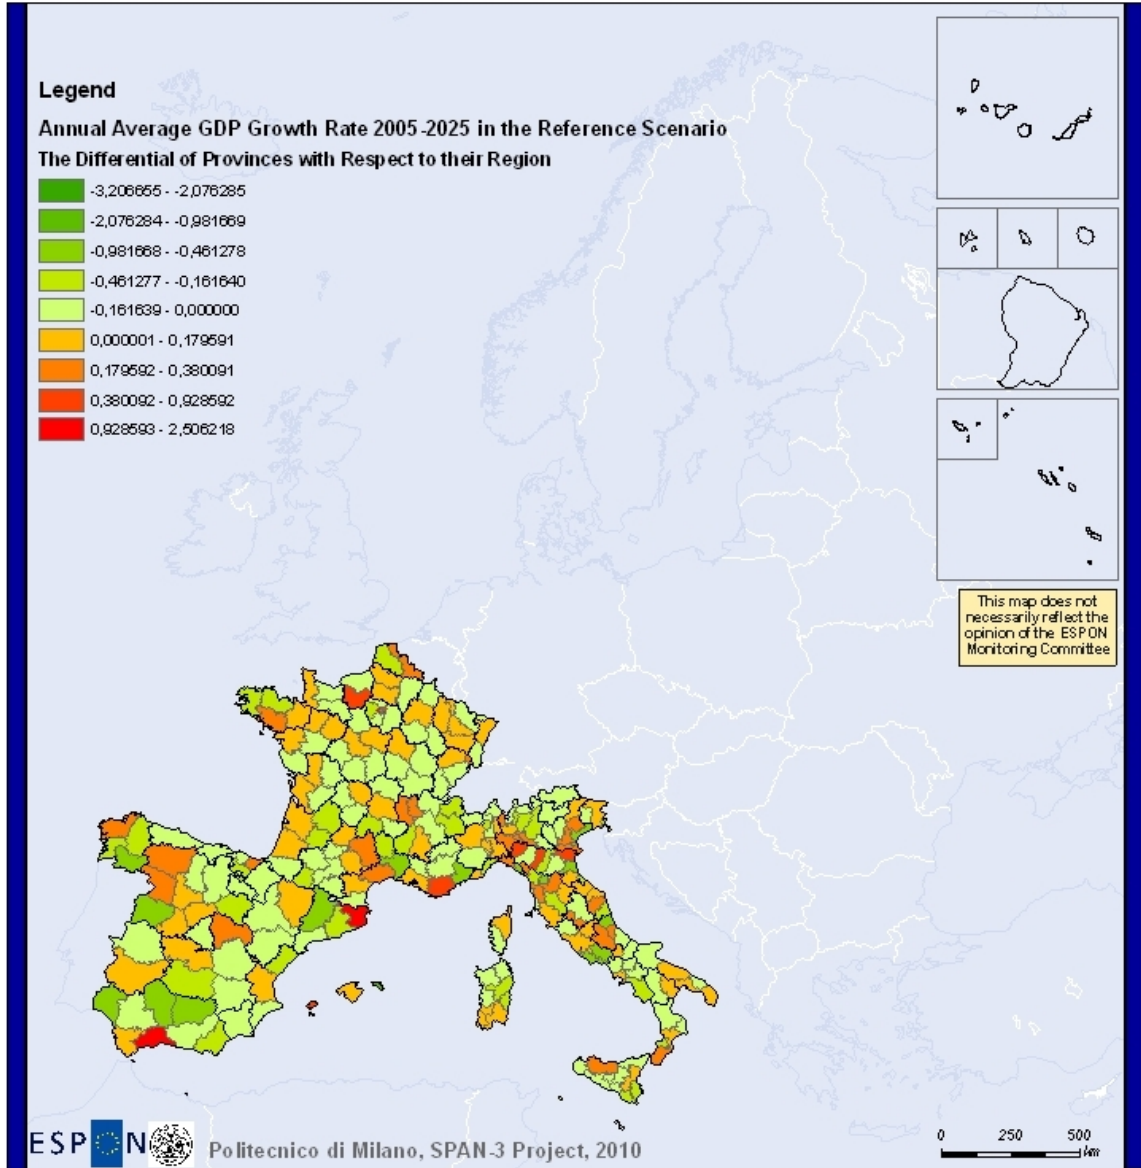 Legend
Annual Average GDP Growth Rate 2005-2025 in the Reference Scenario
The Differential of Provinces with Respect to their Region
-3,206655 - -2,076285
-2,076284 - -0,981669
-0,981668 - -0,461278
-0,461277 - -0,161640
-0,161639 - 0,000000
0,000001 - 0,179591
0,179592 - 0,380091
0,380092 - 0,928592
0,928593 - 2,506218
This map does not
necessarily reflect the
opinion of the ESPON
Monitoring Committee
ESP N
Politecnico di Milano, SPAN-3 Project, 2010
0 250 500
km